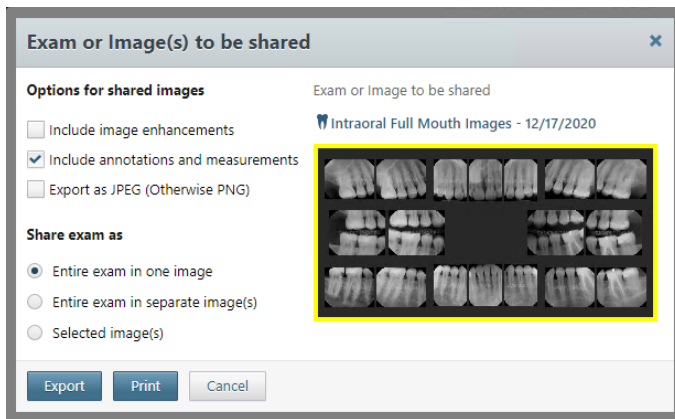 Exam or Image(s) to be shared
Options for shared images
Include image enhancements
Include annotations and measurements
Export as JPEG (Otherwise PNG)
Share exam as
Entire exam in one image
Entire exam in separate image(s)
Selected image(s)
Exam or Image to be shared
Intraoral Full Mouth Images - 12/17/2020
Export
Print
Cancel